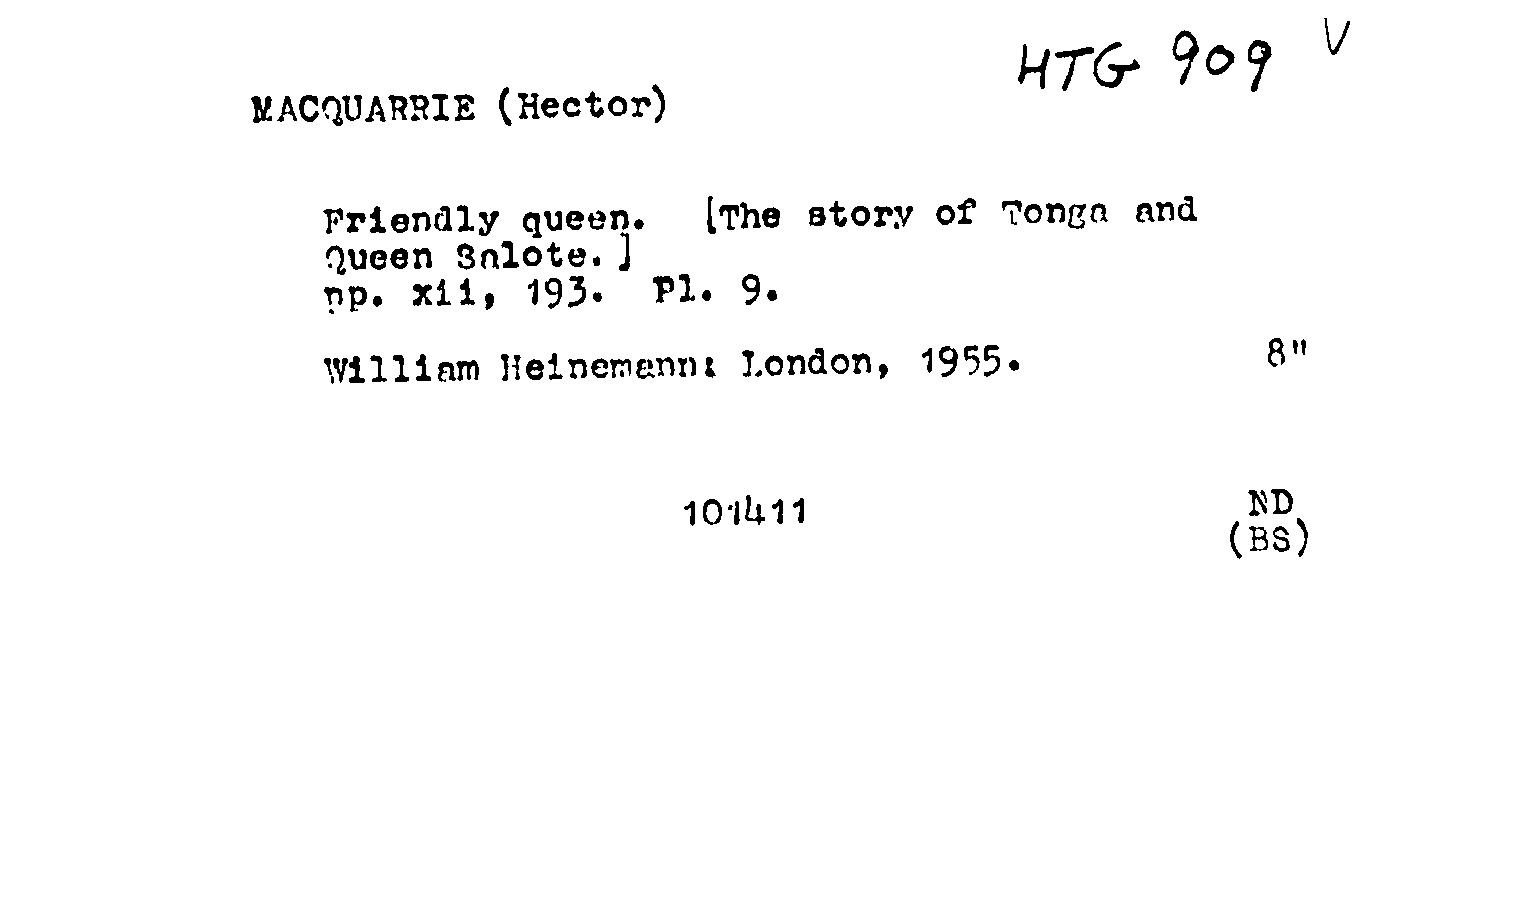 HTG 909 V
MACQUARRIE (Hector)
Friendly queen. [The story of Tonga and
Queen Salote.]
pp. xii, 193. Pl. 9.
William Heinemann: London, 1955. 8"
101411 ND
(BS)